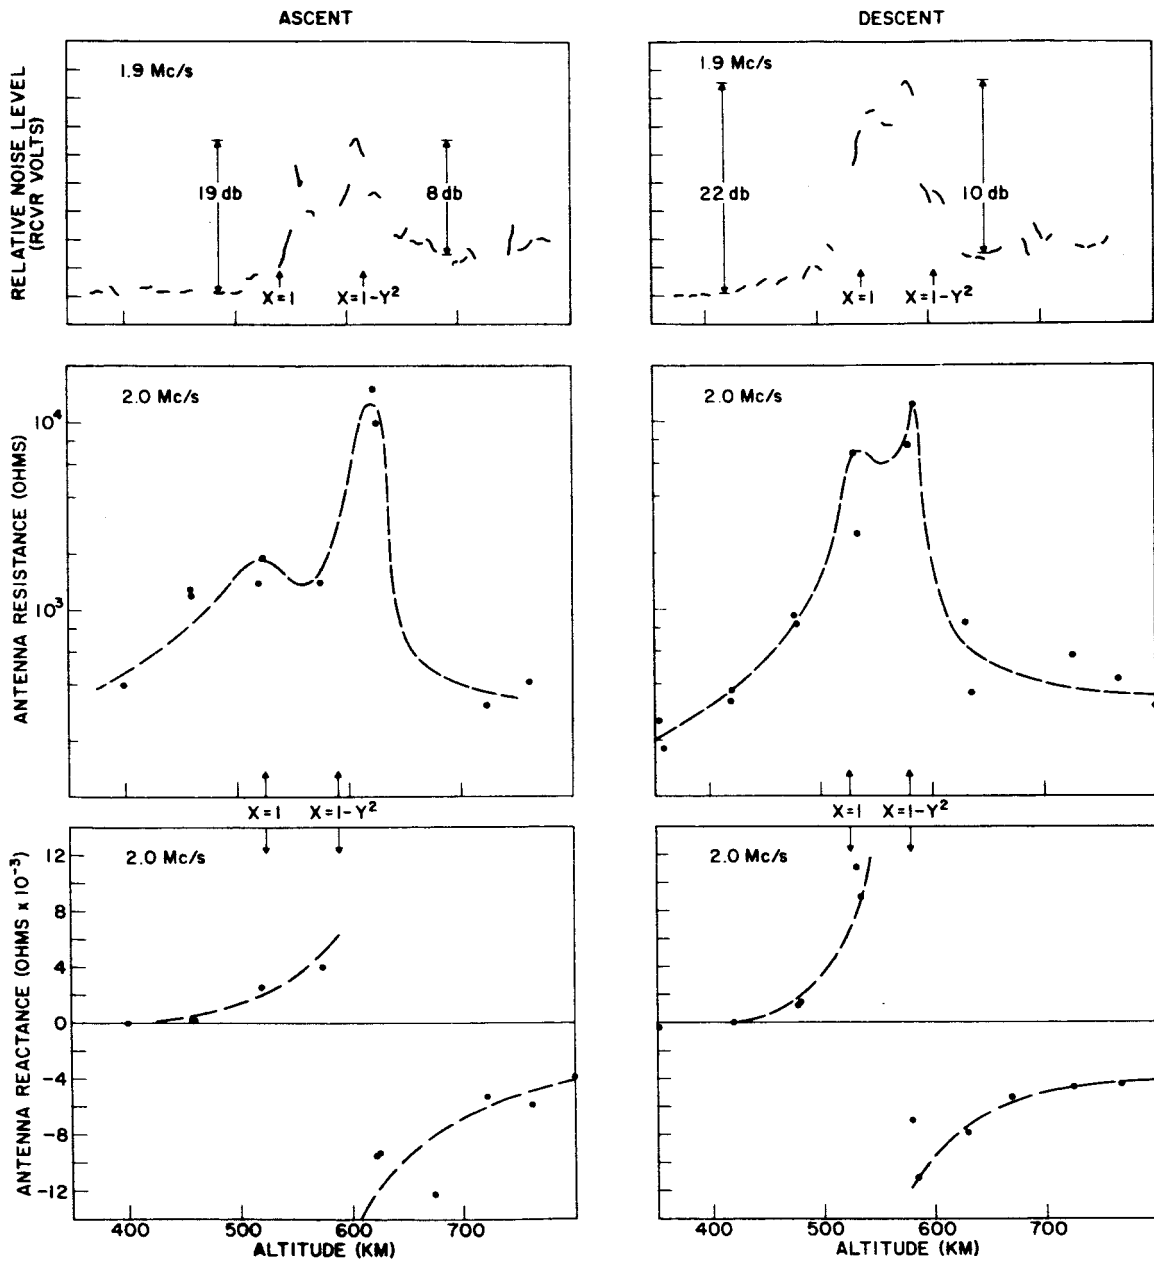 ASCENT
DESCENT
RELATIVE NOISE LEVEL
(RCVR VOLTS)
1.9 Mc/s
19 db
8 db
X=1
X=1-Y²
1.9 Mc/s
22 db
10 db
X=1
X=1-Y²
ANTENNA RESISTANCE (OHMS)
2.0 Mc/s
10⁴
10³
2.0 Mc/s
X=1
X=1-Y²
X=1
X=1-Y²
ANTENNA REACTANCE (OHMS x 10⁻³)
2.0 Mc/s
12
8
4
0
-4
-8
-12
2.0 Mc/s
400
500
600
700
ALTITUDE (KM)
400
500
600
700
ALTITUDE (KM)